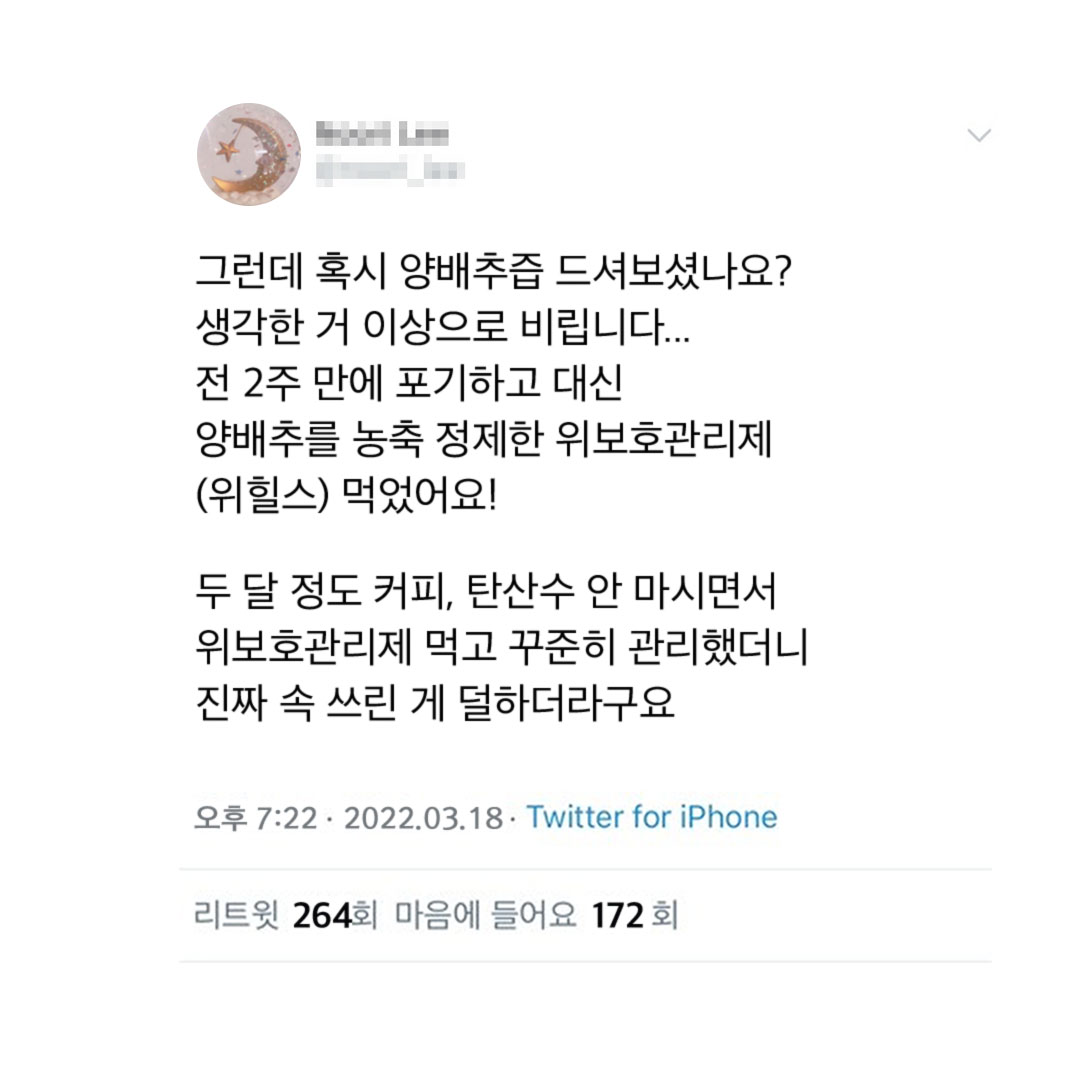 그런데 혹시 양배추즙 드셔보셨나요?
생각한 거 이상으로 비립니다...
전 2주 만에 포기하고 대신
양배추를 농축 정제한 위보호관리제
(위힐스) 먹었어요!
두 달 정도 커피, 탄산수 안 마시면서
위보호관리제 먹고 꾸준히 관리했더니
진짜 속 쓰린 게 덜하더라구요
오후 7:22 · 2022.03.18 · Twitter for iPhone
리트윗 264회 마음에 들어요 172 회